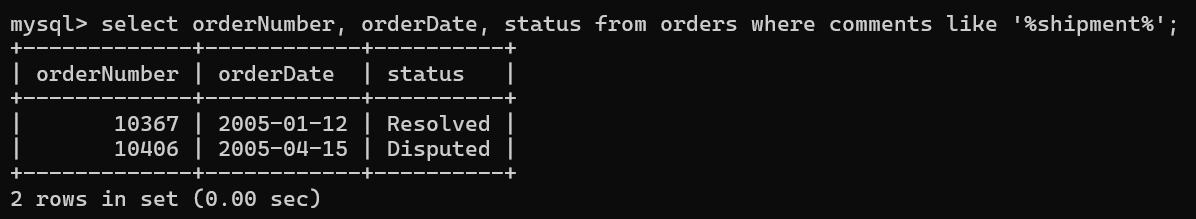 mysql> select orderNumber, orderDate, status from orders where comments like '%shipment%';
+-------------+------------+----------+
| orderNumber | orderDate  | status   |
+-------------+------------+----------+
|       10367 | 2005-01-12 | Resolved |
|       10406 | 2005-04-15 | Disputed |
+-------------+------------+----------+
2 rows in set (0.00 sec)